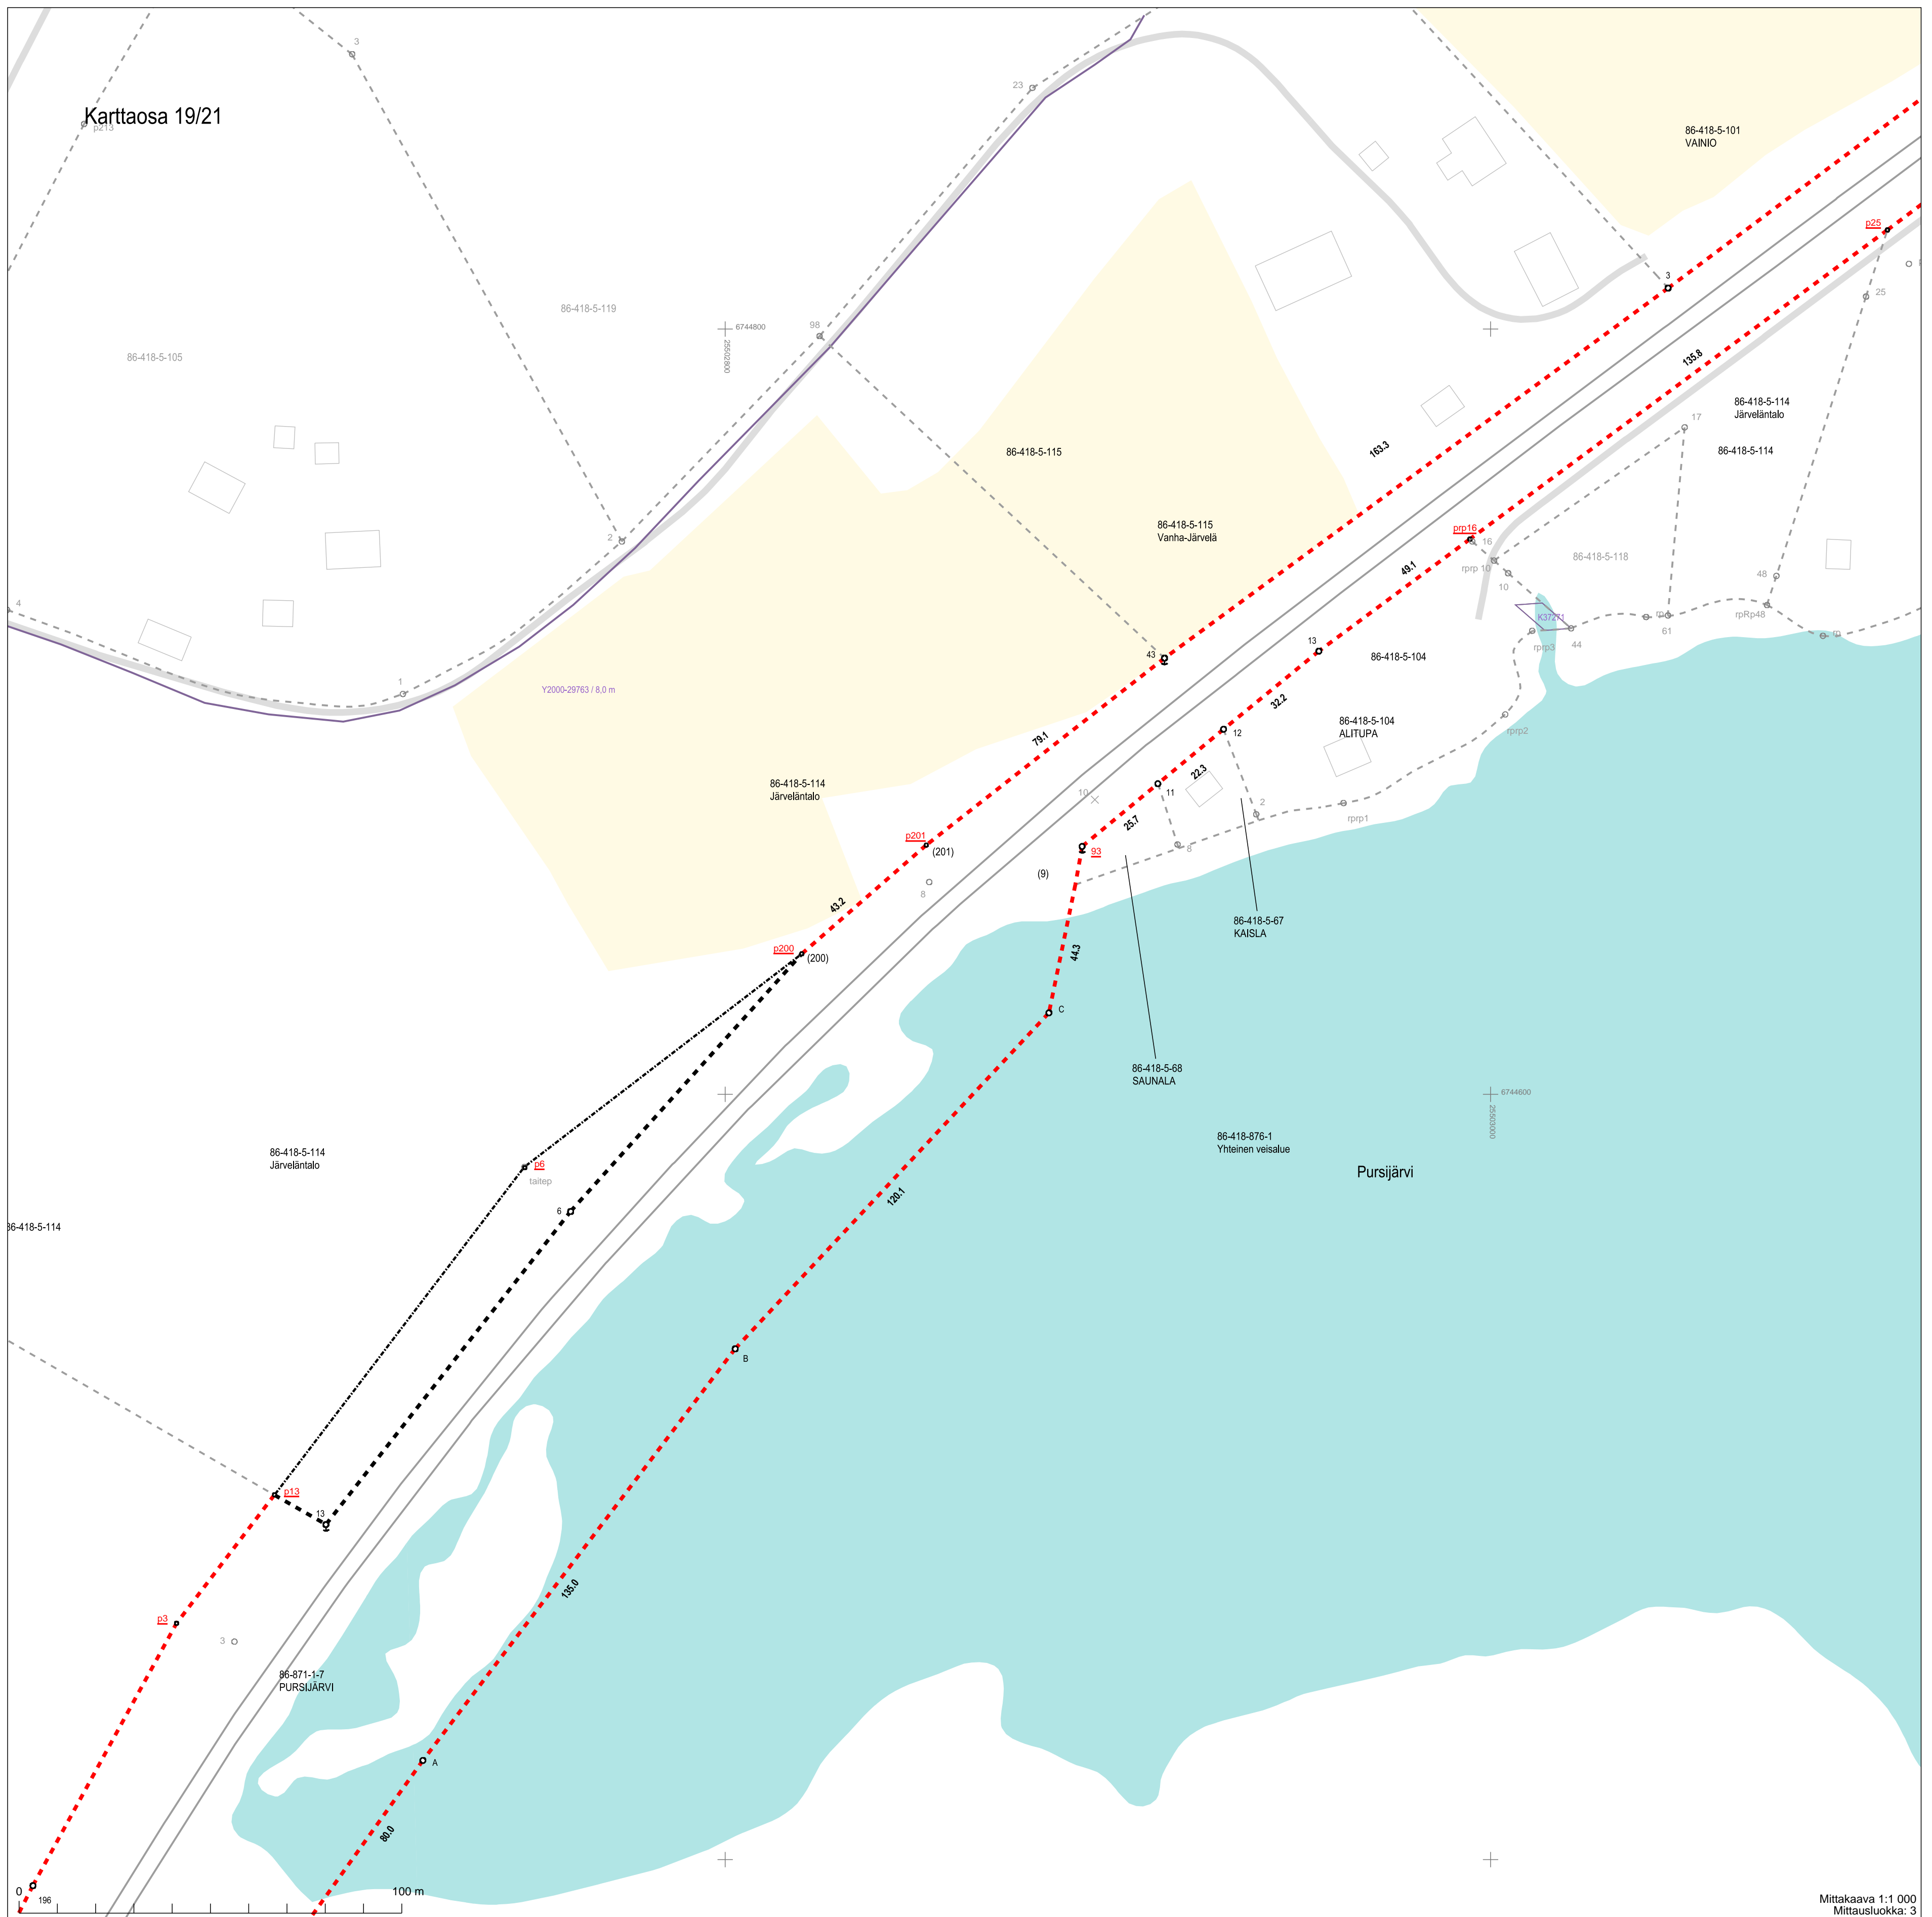 3
23
Karttaosa 19/21
p213
86-418-5-101
VAINIO
p25
3
25
86-418-5-119
98
6744800
25502800
86-418-5-105
135.8
86-418-5-114
Järveläntalo
17
163.3
86-418-5-115
86-418-5-114
86-418-5-115
Vanha-Järvelä
prp16
16
2
86-418-5-118
rprp 10
49.1
10
48
4
K37271
rpRp48
61
44
rprp3
13
43
86-418-5-104
1
Y2000-29763 / 8,0 m
32.2
86-418-5-104
ALITUPA
rprp2
12
79.1
22.3
86-418-5-114
Järveläntalo
11
10
2
rprp1
25.7
p201
(201)
93
8
(9)
8
43.2
86-418-5-67
KAISLA
p200
(200)
44.3
C
86-418-5-68
SAUNALA
6744600
25503000
86-418-876-1
Yhteinen veisalue
86-418-5-114
Järveläntalo
p6
taitep
Pursijärvi
120.1
6
86-418-5-114
B
p13
13
135.0
p3
3
86-871-1-7
PURSIJÄRVI
A
80.0
0
196
100 m
Mittakaava 1:1 000
Mittausluokka: 3